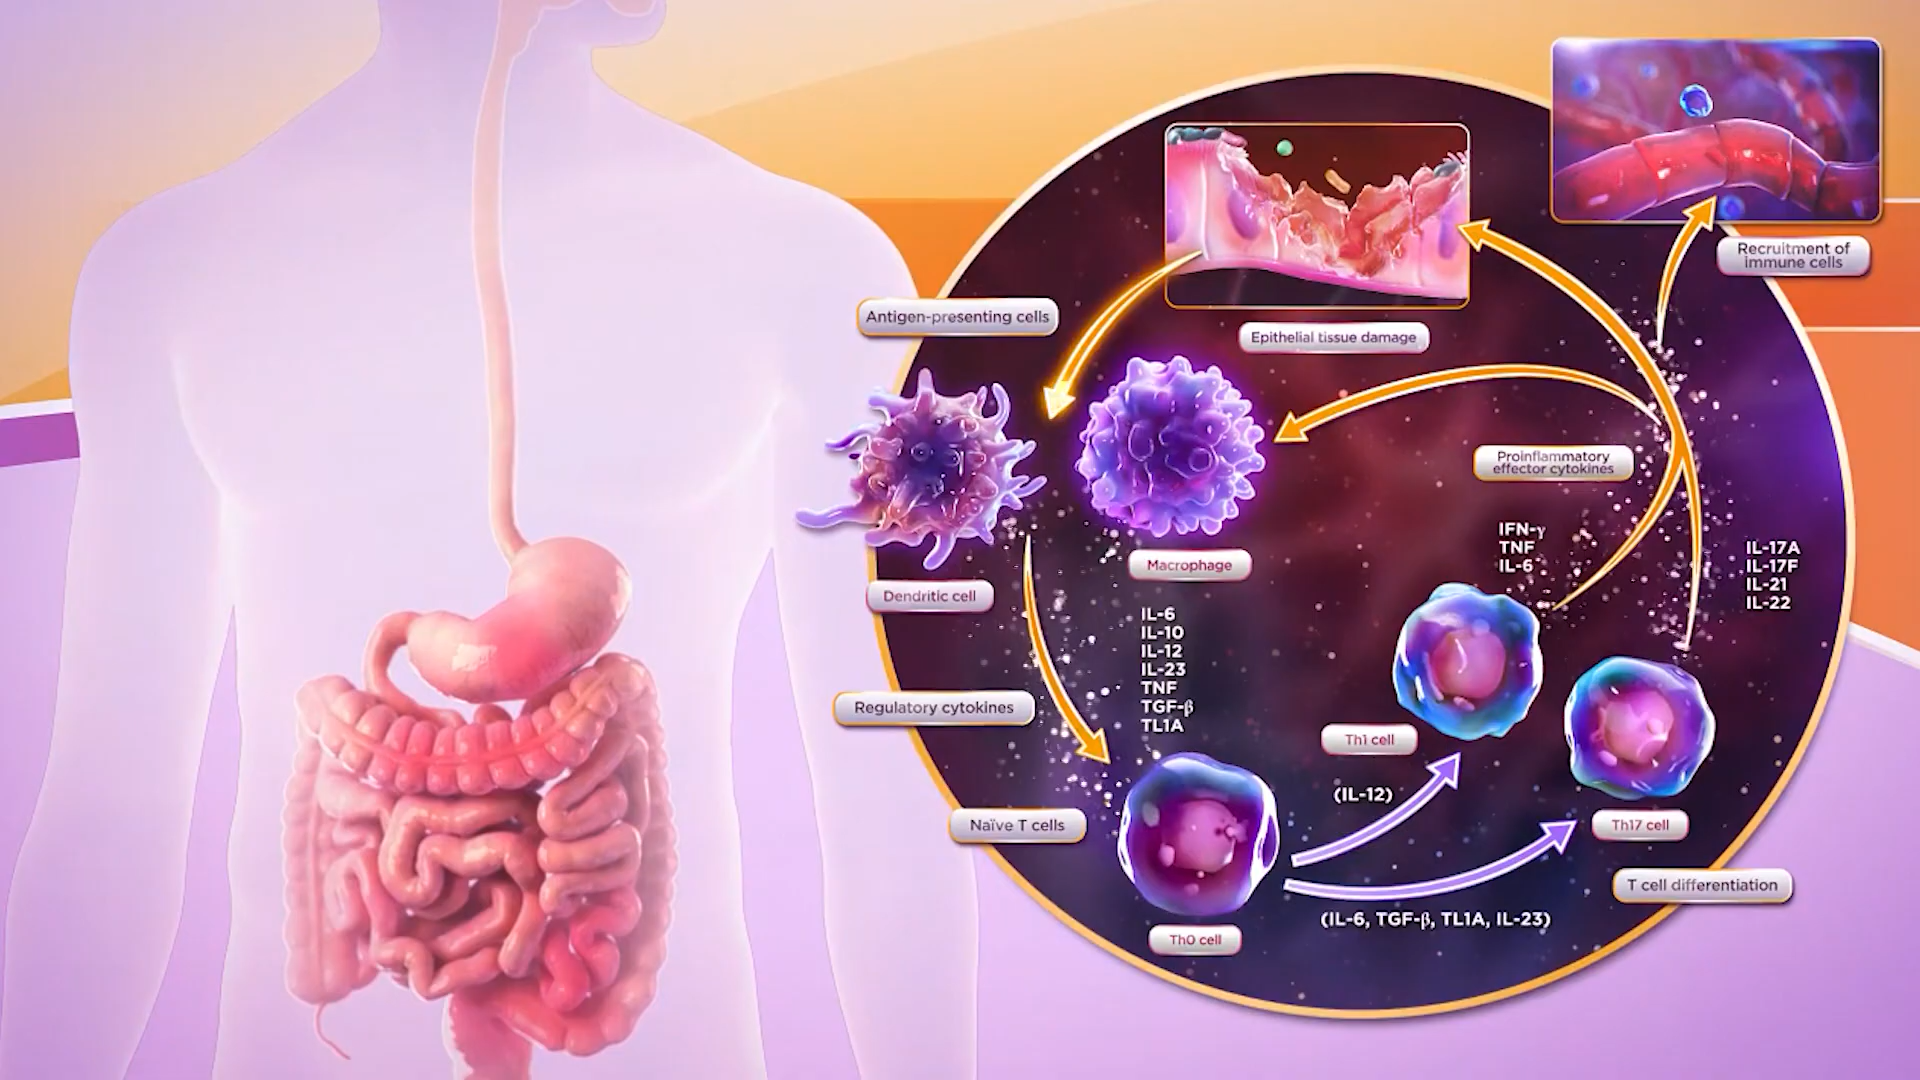 Recruitment of
immune cells
Antigen-presenting cells
Epithelial tissue damage
Proinflammatory
effector cytokines
IFN-γ
TNF
IL-6
IL-17A
IL-17F
IL-21
IL-22
Macrophage
Dendritic cell
IL-6
IL-10
IL-12
IL-23
TNF
TGF-β
TL1A
Regulatory cytokines
Th1 cell
(IL-12)
Naïve T cells
Th17 cell
T cell differentiation
(IL-6, TGF-β, TL1A, IL-23)
Th0 cell